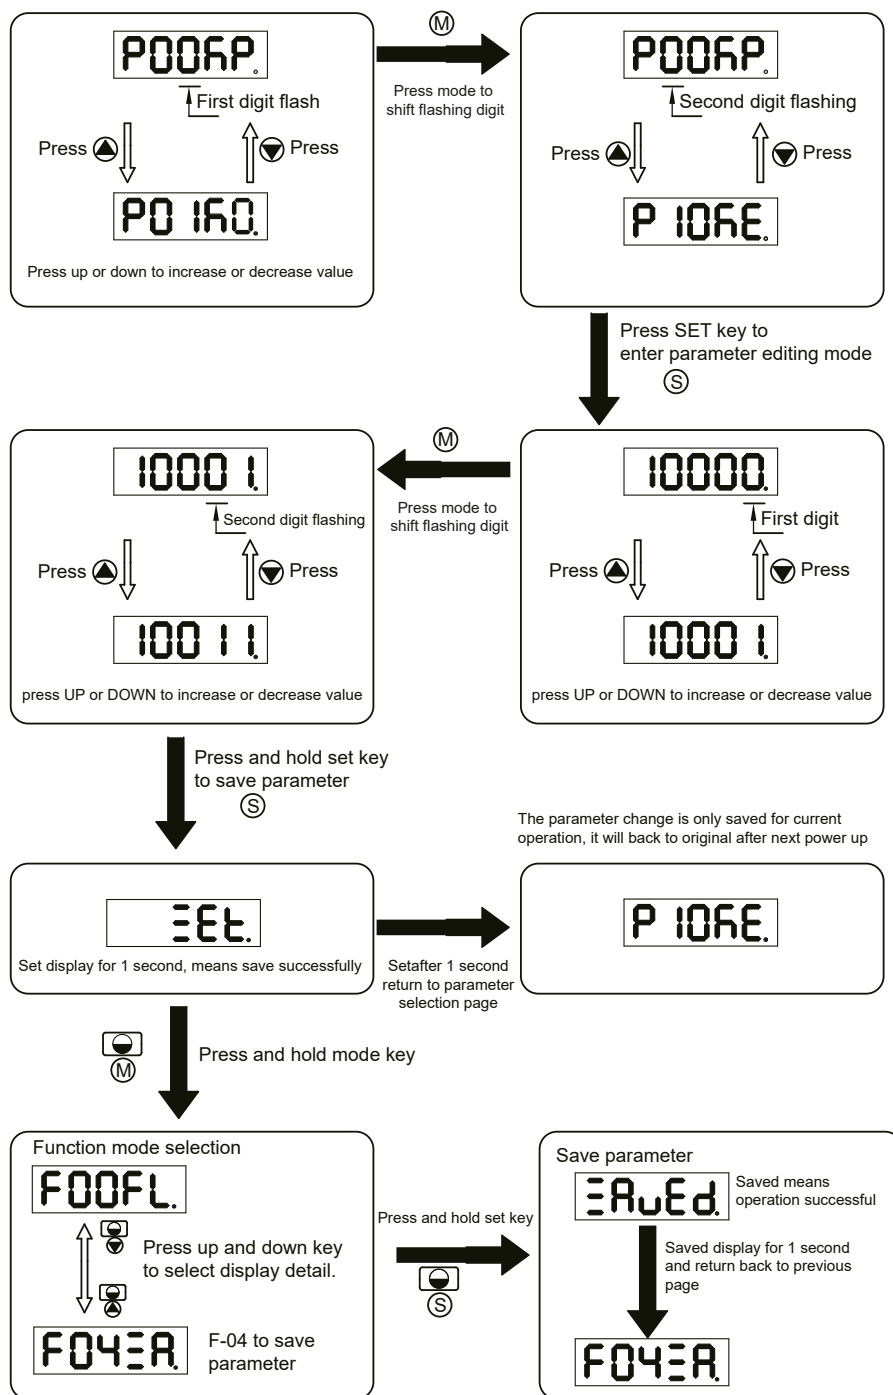 M
Press mode to
shift flashing digit
First digit flash
Press
Press
Press up or down to increase or decrease value
Second digit flashing
Press
Press
Press SET key to
enter parameter editing mode
S
10000.
First digit
Press
Press
10001.
press UP or DOWN to increase or decrease value
M
Press mode to
shift flashing digit
10001.
Second digit flashing
Press
Press
10011.
press UP or DOWN to increase or decrease value
Press and hold set key
to save parameter
S
SEt.
Set display for 1 second, means save successfully
Setafter 1 second
return to parameter
selection page
The parameter change is only saved for current
operation, it will back to original after next power up
M
Press and hold mode key
Function mode selection
F00FL.
Press up and down key
to select display detail.
F04SA.
F-04 to save
parameter
Press and hold set key
S
Save parameter
SAvEd.
Saved means
operation successful
Saved display for 1 second
and return back to previous
page
F04SA.